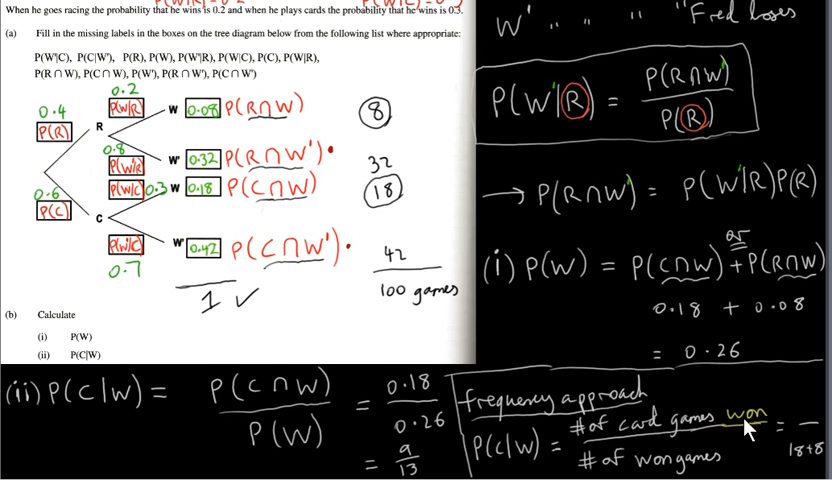 When he goes racing the probability that he wins is 0.2 and when he plays cards the probability that he wins is 0.3.
(a) Fill in the missing labels in the boxes on the tree diagram below from the following list where appropriate:
P(W'|C), P(C|W'), P(R), P(W), P(W'|R), P(W|C), P(C), P(W|R),
P(R ∩ W), P(C ∩ W), P(W'), P(R ∩ W'), P(C ∩ W')
0.4
P(R)
0.6
P(C)
R
C
0.2
P(W|R)
W 0.08 P(R∩W) 8
0.8
P(W'|R)
W' 0.32 P(R∩W') 32
P(W|C) 0.3 W 0.18 P(C∩W) 18
P(W'|C)
0.7
W' 0.42 P(C∩W') 42
1 ✓
100 games
(b) Calculate
(i) P(W)
(ii) P(C|W)
W' " " " "Fred loses
P(W'|R) = P(R∩W') / P(R)
→ P(R∩W') = P(W'|R)P(R)
or
(i) P(W) = P(C∩W) + P(R∩W)
0.18 + 0.08
= 0.26
(ii) P(C|W) = P(C∩W) / P(W) = 0.18 / 0.26
= 9/13
frequency approach
P(C|W) = # of card games won / # of won games = / 18+8